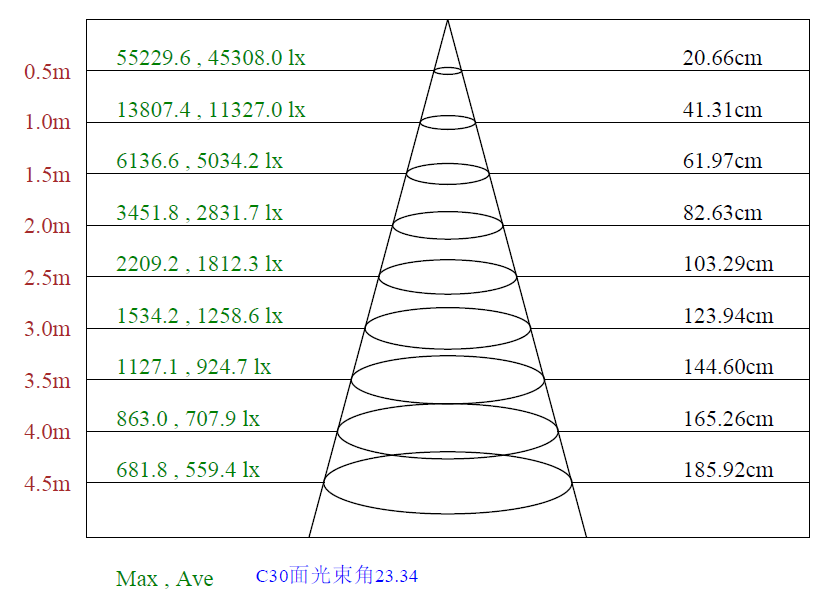 55229.6 , 45308.0 lx 20.66cm
0.5m
13807.4 , 11327.0 lx 41.31cm
1.0m
6136.6 , 5034.2 lx 61.97cm
1.5m
3451.8 , 2831.7 lx 82.63cm
2.0m
2209.2 , 1812.3 lx 103.29cm
2.5m
1534.2 , 1258.6 lx 123.94cm
3.0m
1127.1 , 924.7 lx 144.60cm
3.5m
863.0 , 707.9 lx 165.26cm
4.0m
681.8 , 559.4 lx 185.92cm
4.5m
Max , Ave C30面光束角23.34